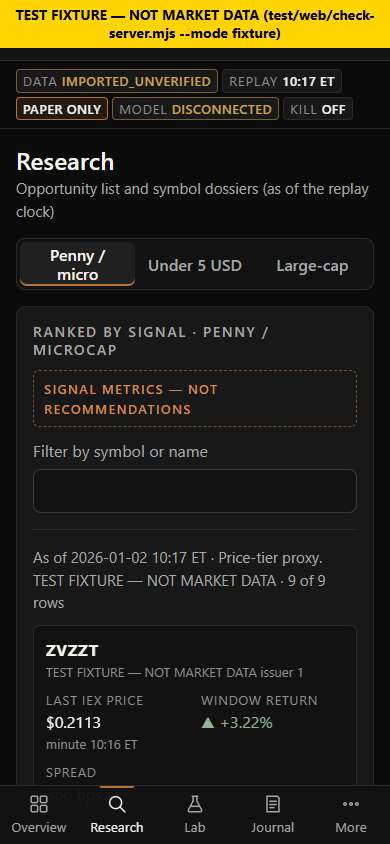 TEST FIXTURE — NOT MARKET DATA (test/web/check-
server.mjs --mode fixture)
DATA IMPORTED_UNVERIFIED REPLAY 10:17 ET
PAPER ONLY MODEL DISCONNECTED KILL OFF
Research
Opportunity list and symbol dossiers (as of the replay
clock)
Penny /
micro
Under 5 USD
Large-cap
RANKED BY SIGNAL · PENNY /
MICROCAP
SIGNAL METRICS — NOT
RECOMMENDATIONS
Filter by symbol or name
As of 2026-01-02 10:17 ET · Price-tier proxy.
TEST FIXTURE — NOT MARKET DATA · 9 of 9
rows
ZVZZT
TEST FIXTURE — NOT MARKET DATA issuer 1
LAST IEX PRICE WINDOW RETURN
$0.2113 ▲ +3.22%
minute 10:16 ET
SPREAD
Overview Research Lab Journal More